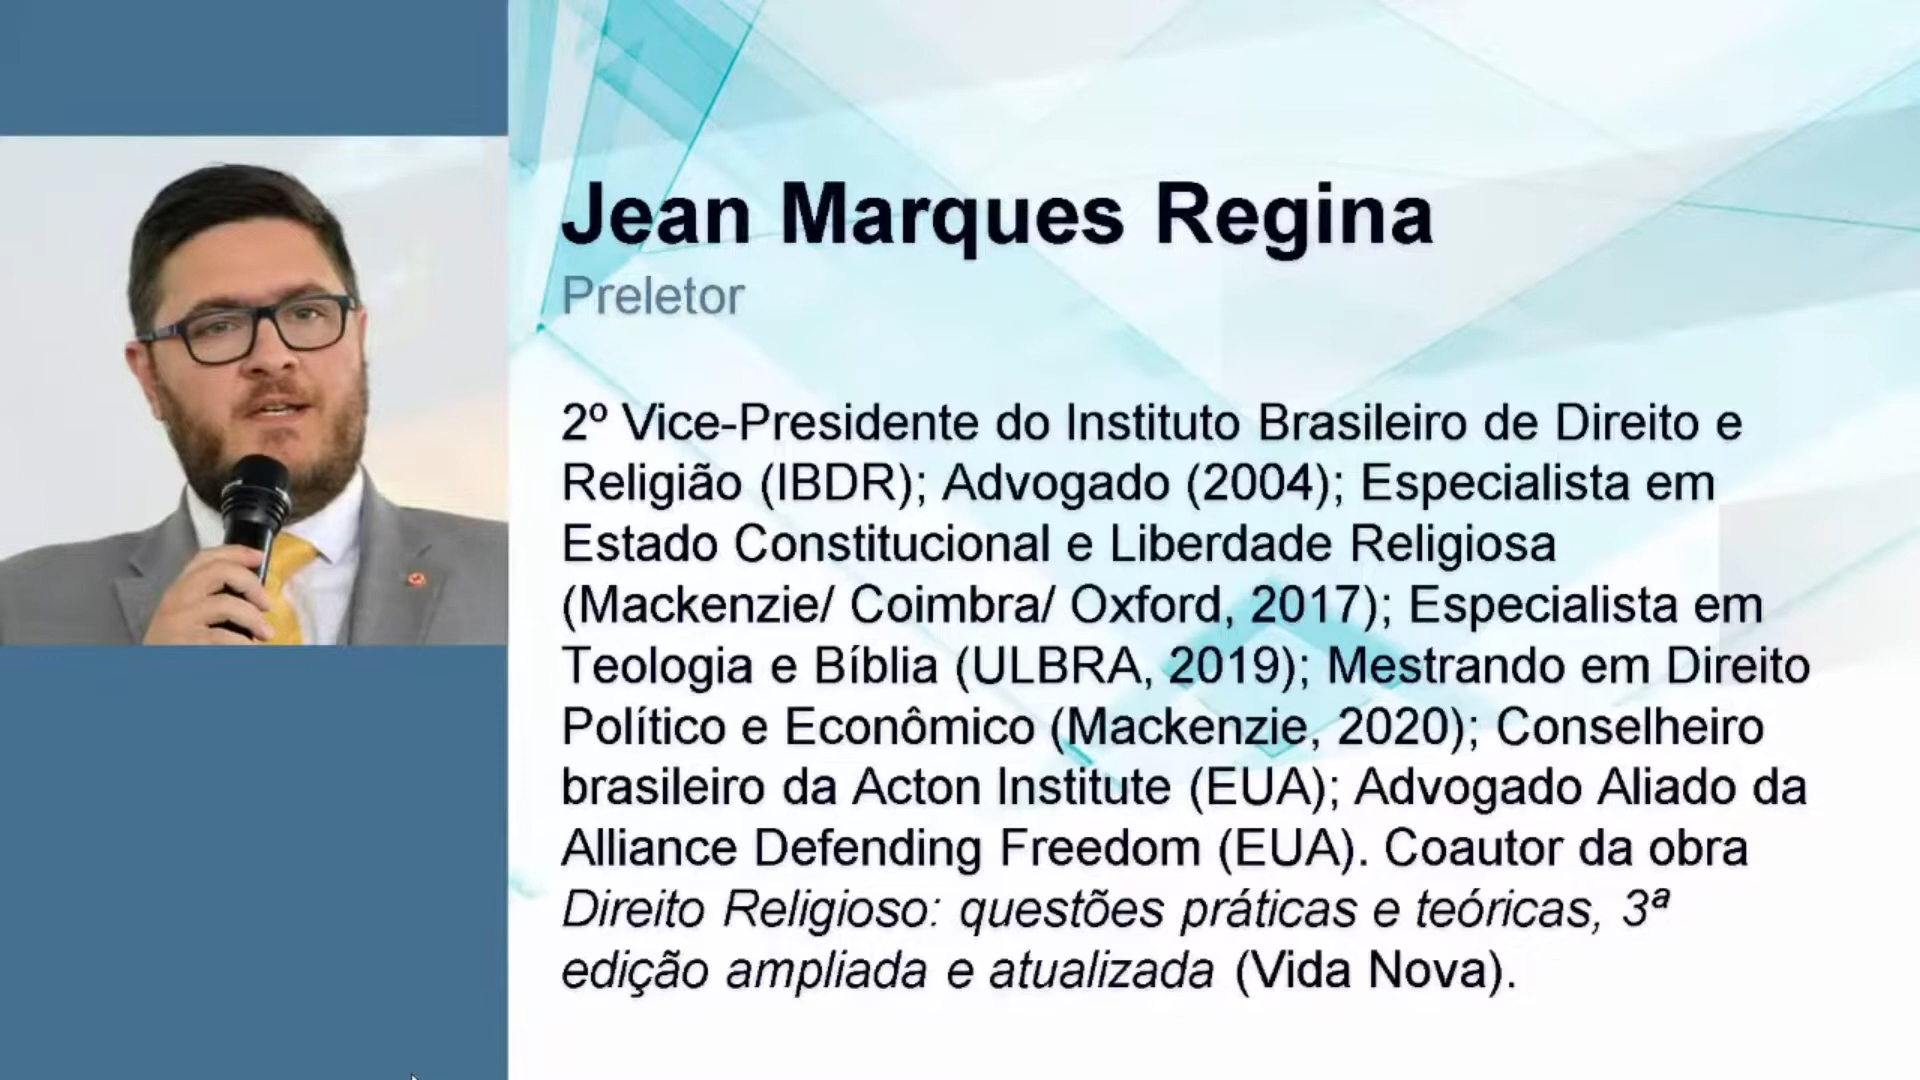 Jean Marques Regina
Preletor
2º Vice-Presidente do Instituto Brasileiro de Direito e
Religião (IBDR); Advogado (2004); Especialista em
Estado Constitucional e Liberdade Religiosa
(Mackenzie/ Coimbra/ Oxford, 2017); Especialista em
Teologia e Bíblia (ULBRA, 2019); Mestrando em Direito
Político e Econômico (Mackenzie, 2020); Conselheiro
brasileiro da Acton Institute (EUA); Advogado Aliado da
Alliance Defending Freedom (EUA). Coautor da obra
Direito Religioso: questões práticas e teóricas, 3ª
edição ampliada e atualizada (Vida Nova).